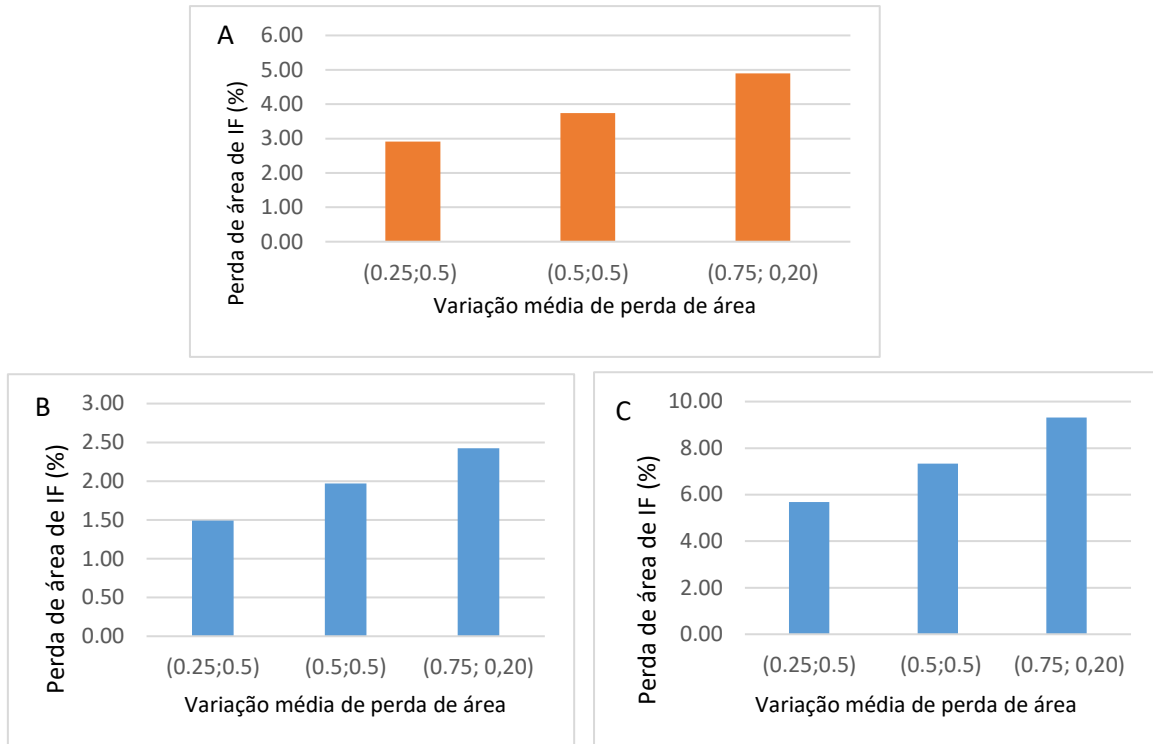 A
Perda de área de IF (%)
6.00
5.00
4.00
3.00
2.00
1.00
0.00
(0.25;0.5) (0.5;0.5) (0.75; 0,20)
Variação média de perda de área
B
Perda de área de IF (%)
3.00
2.50
2.00
1.50
1.00
0.50
0.00
(0.25;0.5) (0.5;0.5) (0.75; 0,20)
Variação média de perda de área
C
Perda de área de IF (%)
10.00
8.00
6.00
4.00
2.00
0.00
(0.25;0.5) (0.5;0.5) (0.75; 0,20)
Variação média de perda de área